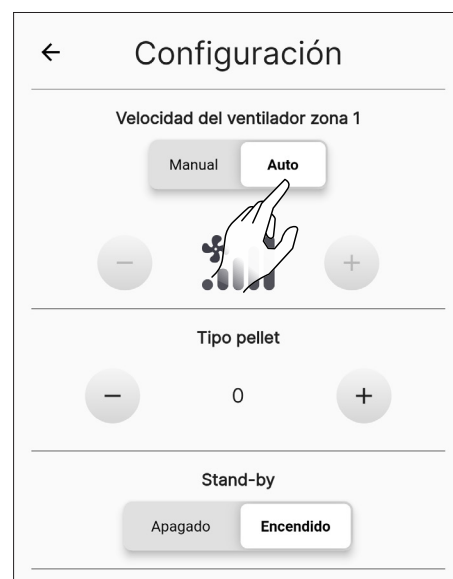 Configuración
Velocidad del ventilador zona 1
Manual Auto
Tipo pellet
0
Stand-by
Apagado Encendido